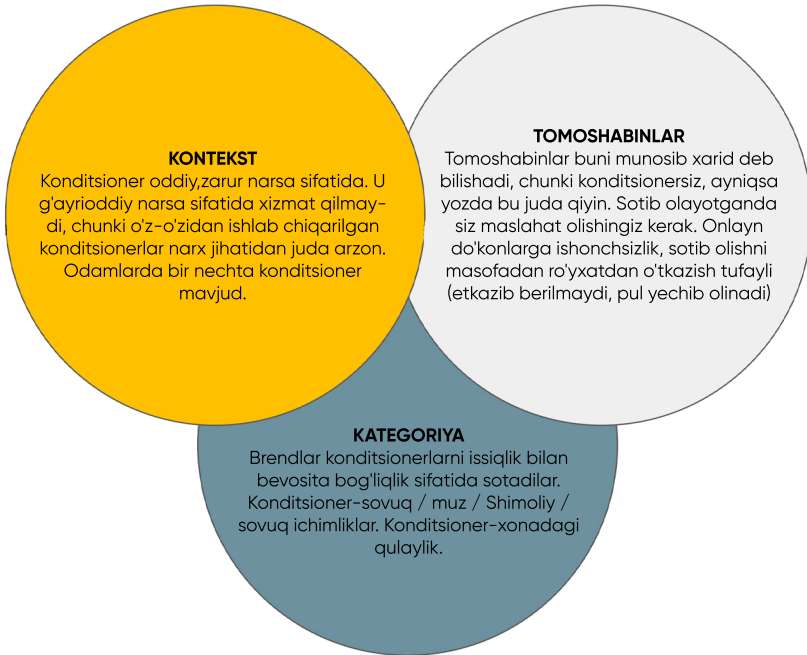 KONTEKST
Konditsioner oddiy,zarur narsa sifatida. U
g'ayrioddiy narsa sifatida xizmat qilmay-
di, chunki o'z-o'zidan ishlab chiqarilgan
konditsionerlar narx jihatidan juda arzon.
Odamlarda bir nechta konditsioner
mavjud.
TOMOSHABINLAR
Tomoshabinlar buni munosib xarid deb
bilishadi, chunki konditsionersiz, ayniqsa
yozda bu juda qiyin. Sotib olayotganda
siz maslahat olishingiz kerak. Onlayn
do'konlarga ishonchsizlik, sotib olishni
masofadan ro'yxatdan o'tkazish tufayli
(etkazib berilmaydi, pul yechib olinadi)
KATEGORIYA
Brendlar konditsionerlarni issiqlik bilan
bevosita bog'liqlik sifatida sotadilar.
Konditsioner-sovuq / muz / Shimoliy /
sovuq ichimliklar. Konditsioner-xonadagi
qulaylik.